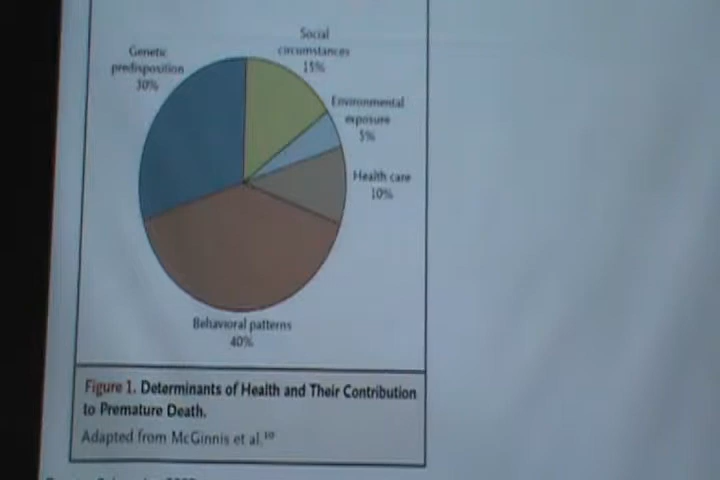 Social
circumstances
15%
Genetic
predisposition
30%
Environmental
exposure
5%
Health care
10%
Behavioral patterns
40%
Figure 1. Determinants of Health and Their Contribution
to Premature Death.
Adapted from McGinnis et al.¹⁰